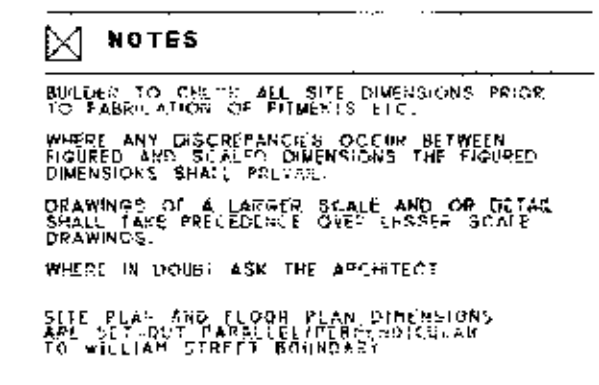 NOTES
BUILDER TO CHECK ALL SITE DIMENSIONS PRIOR
TO FABRICATION OF FITMENTS ETC.
WHERE ANY DISCREPANCIES OCCUR BETWEEN
FIGURED AND SCALED DIMENSIONS THE FIGURED
DIMENSIONS SHALL PREVAIL.
DRAWINGS OF A LARGER SCALE AND OR DETAIL
SHALL TAKE PRECEDENCE OVER LESSER SCALE
DRAWINGS.
WHERE IN DOUBT ASK THE ARCHITECT
SITE PLAN AND FLOOR PLAN DIMENSIONS
ARE SET-OUT PARALLEL/PERPENDICULAR
TO WILLIAM STREET BOUNDARY